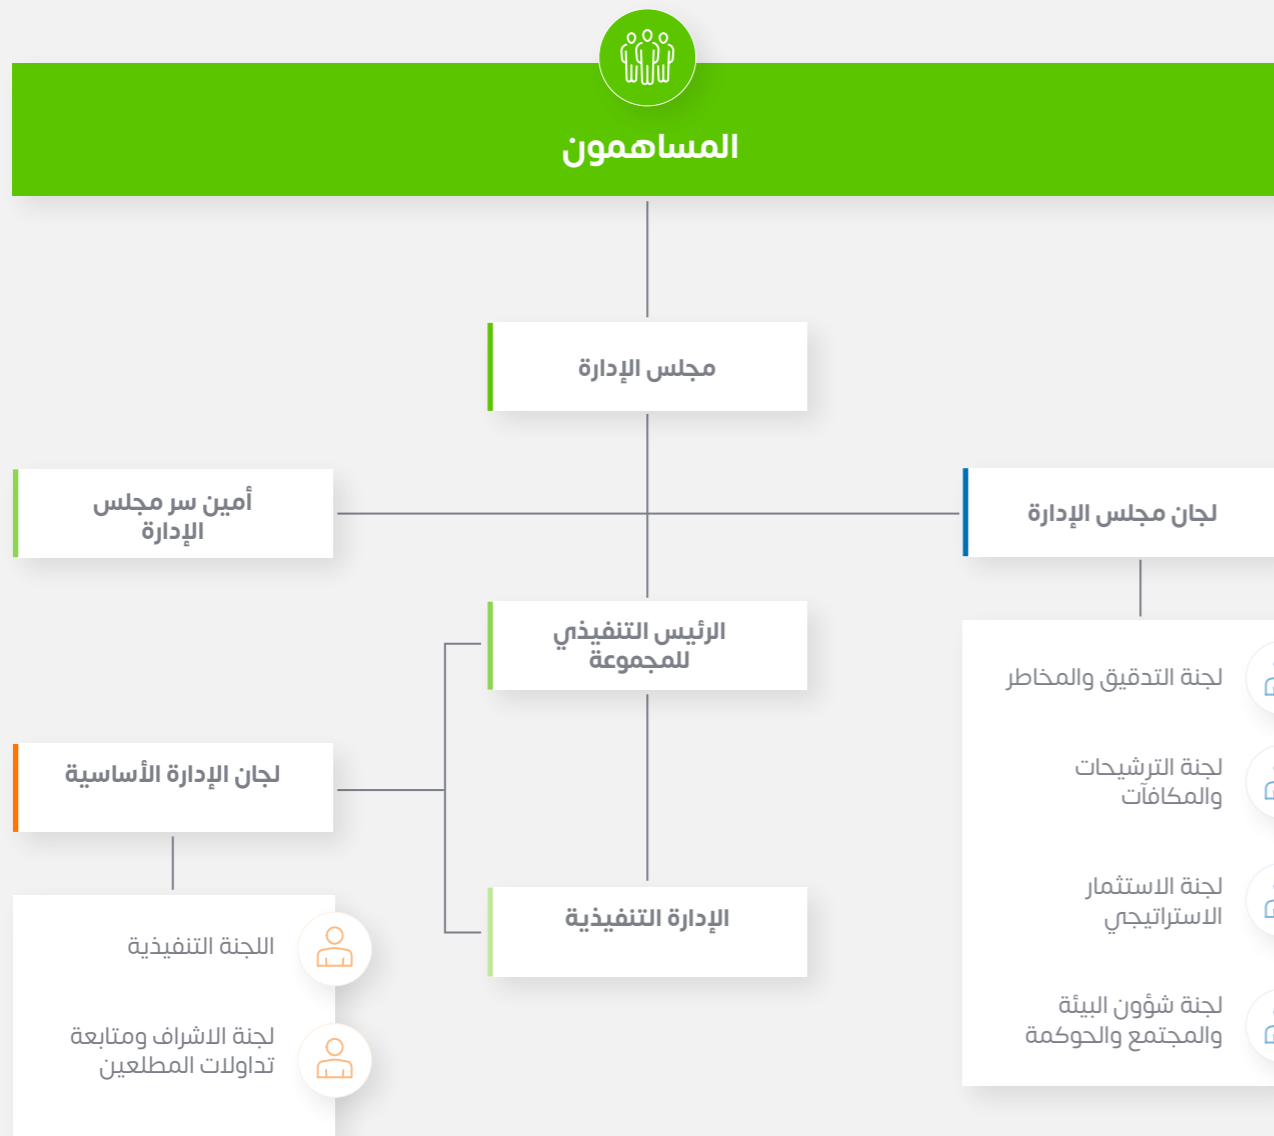 المساهمون
مجلس الإدارة
لجان مجلس الإدارة
أمين سر مجلس
الإدارة
الرئيس التنفيذي
للمجموعة
لجنة التدقيق والمخاطر
لجنة الترشيحات
والمكافآت
لجنة الاستثمار
الاستراتيجي
لجنة شؤون البيئة
والمجتمع والحوكمة
لجان الإدارة الأساسية
الإدارة التنفيذية
اللجنة التنفيذية
لجنة الاشراف ومتابعة
تداولات المطلعين